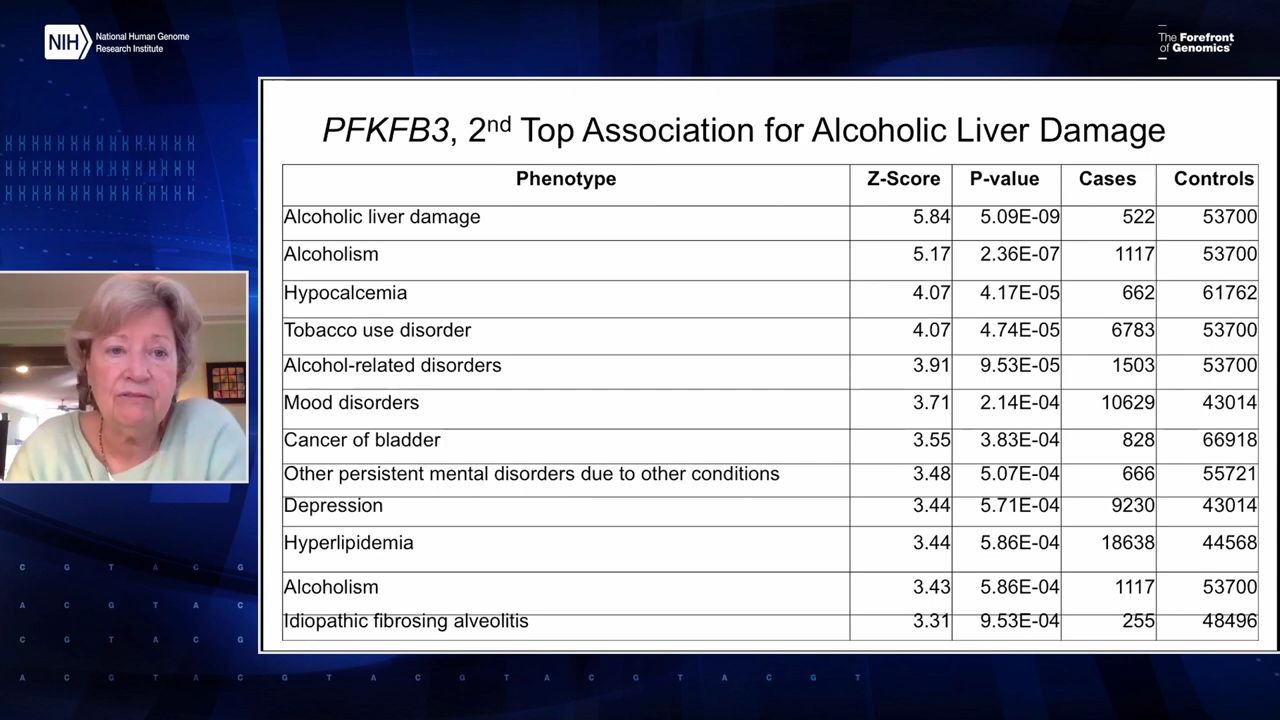 NIH
National Human Genome
Research Institute
The Forefront
of Genomics®
PFKFB3, 2nd Top Association for Alcoholic Liver Damage
Phenotype Z-Score P-value Cases Controls
Alcoholic liver damage 5.84 5.09E-09 522 53700
Alcoholism 5.17 2.36E-07 1117 53700
Hypocalcemia 4.07 4.17E-05 662 61762
Tobacco use disorder 4.07 4.74E-05 6783 53700
Alcohol-related disorders 3.91 9.53E-05 1503 53700
Mood disorders 3.71 2.14E-04 10629 43014
Cancer of bladder 3.55 3.83E-04 828 66918
Other persistent mental disorders due to other conditions 3.48 5.07E-04 666 55721
Depression 3.44 5.71E-04 9230 43014
Hyperlipidemia 3.44 5.86E-04 18638 44568
Alcoholism 3.43 5.86E-04 1117 53700
Idiopathic fibrosing alveolitis 3.31 9.53E-04 255 48496
C G T A C G
A C G T A C
C G T A C G
A C G T A C G T A C G T A C G T A C G T